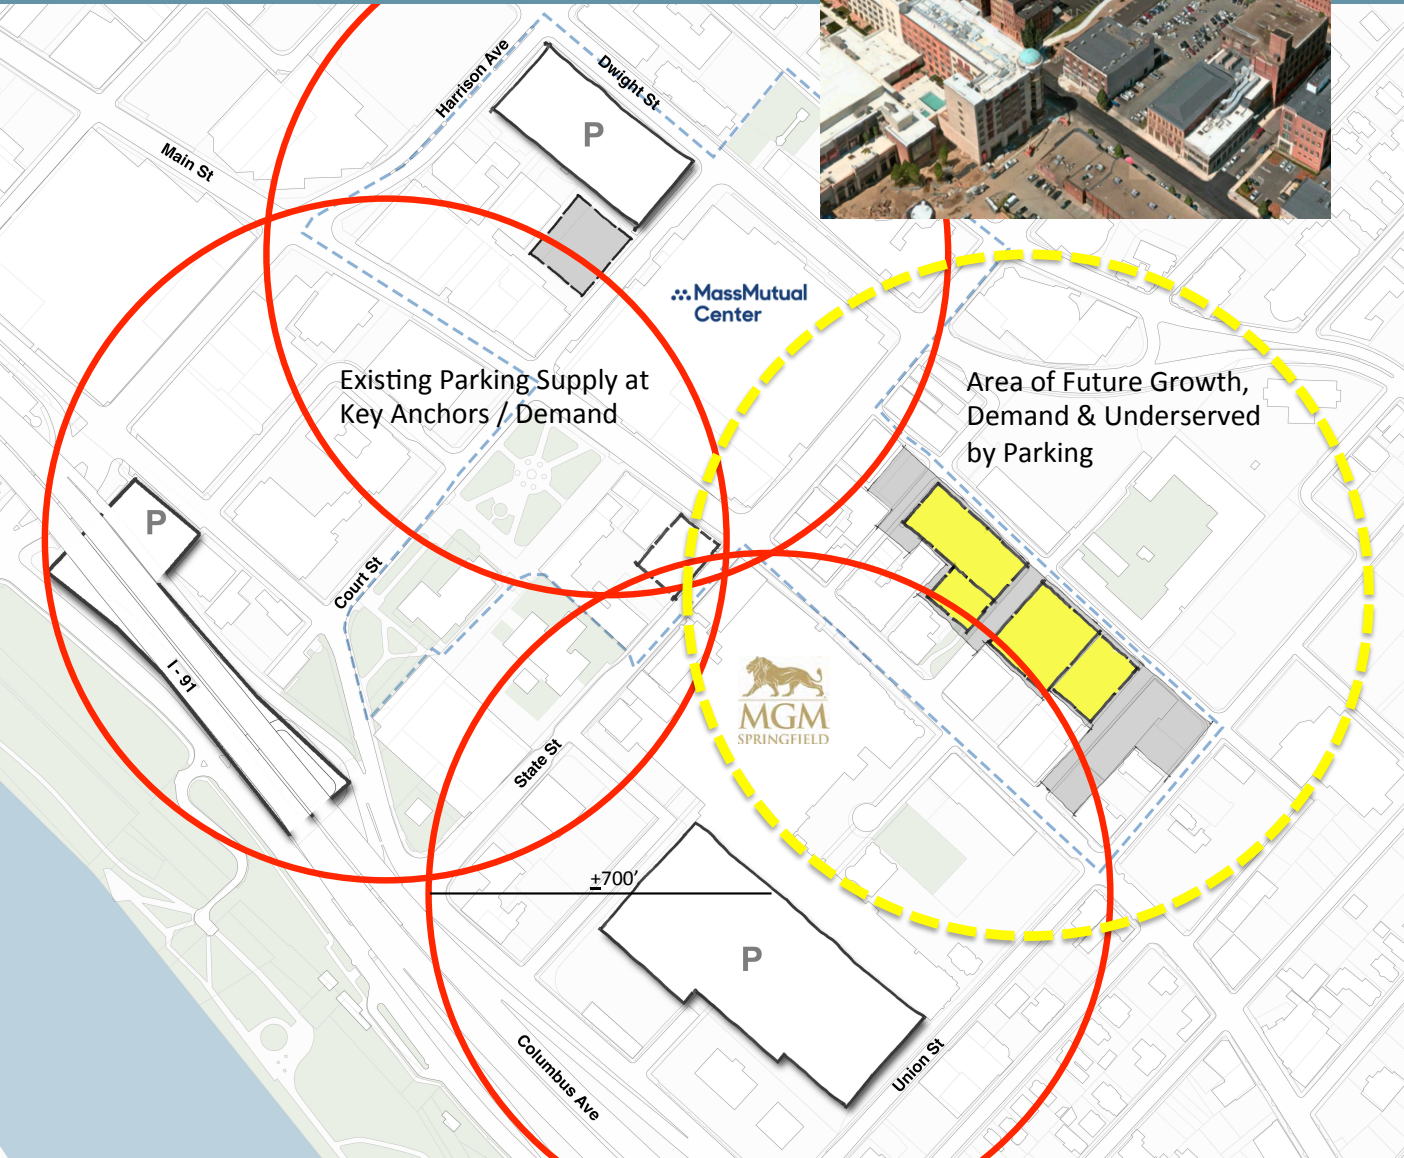 Harrison Ave
Dwight St
P
Main St
MassMutual
Center
Existing Parking Supply at
Key Anchors / Demand
Area of Future Growth,
Demand & Underserved
by Parking
P
Court St
I - 91
MGM
SPRINGFIELD
State St
±700’
P
Columbus Ave
Union St